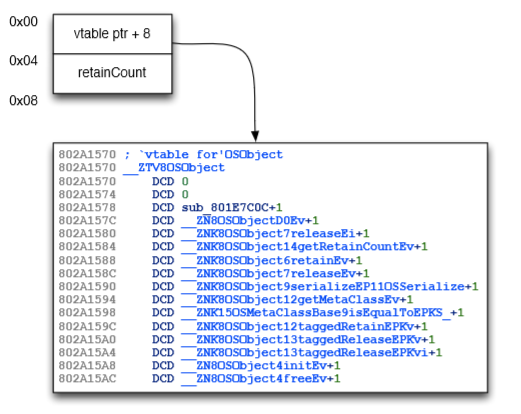 0x00
vtable ptr + 8
0x04
retainCount
0x08
802A1570 ; `vtable for'OSObject
802A1570 __ZTV8OSObject
802A1570 DCD 0
802A1574 DCD 0
802A1578 DCD sub_801E7C0C+1
802A157C DCD __ZN8OSObjectD0Ev+1
802A1580 DCD __ZNK8OSObject7releaseEi+1
802A1584 DCD __ZNK8OSObject14getRetainCountEv+1
802A1588 DCD __ZNK8OSObject6retainEv+1
802A158C DCD __ZNK8OSObject7releaseEv+1
802A1590 DCD __ZNK8OSObject9serializeEP11OSSerialize+1
802A1594 DCD __ZNK8OSObject12getMetaClassEv+1
802A1598 DCD __ZNK15OSMetaClassBase9isEqualToEPKS_+1
802A159C DCD __ZNK8OSObject12taggedRetainEPKv+1
802A15A0 DCD __ZNK8OSObject13taggedReleaseEPKv+1
802A15A4 DCD __ZNK8OSObject13taggedReleaseEPKvi+1
802A15A8 DCD __ZN8OSObject4initEv+1
802A15AC DCD __ZN8OSObject4freeEv+1